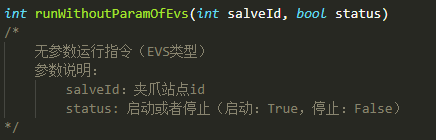 int runWithoutParamOfEvs(int salveId, bool status)
/*
无参数运行指令（EVS类型）
参数说明：
salveId：夹爪站点id
status：启动或者停止（启动：True，停止：False）
*/